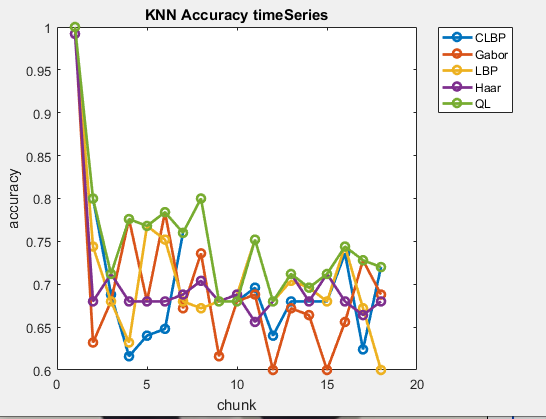 KNN Accuracy timeSeries
1
0.95
0.9
0.85
0.8
0.75
0.7
0.65
0.6
accuracy
0 5 10 15 20
chunk
CLBP
Gabor
LBP
Haar
QL